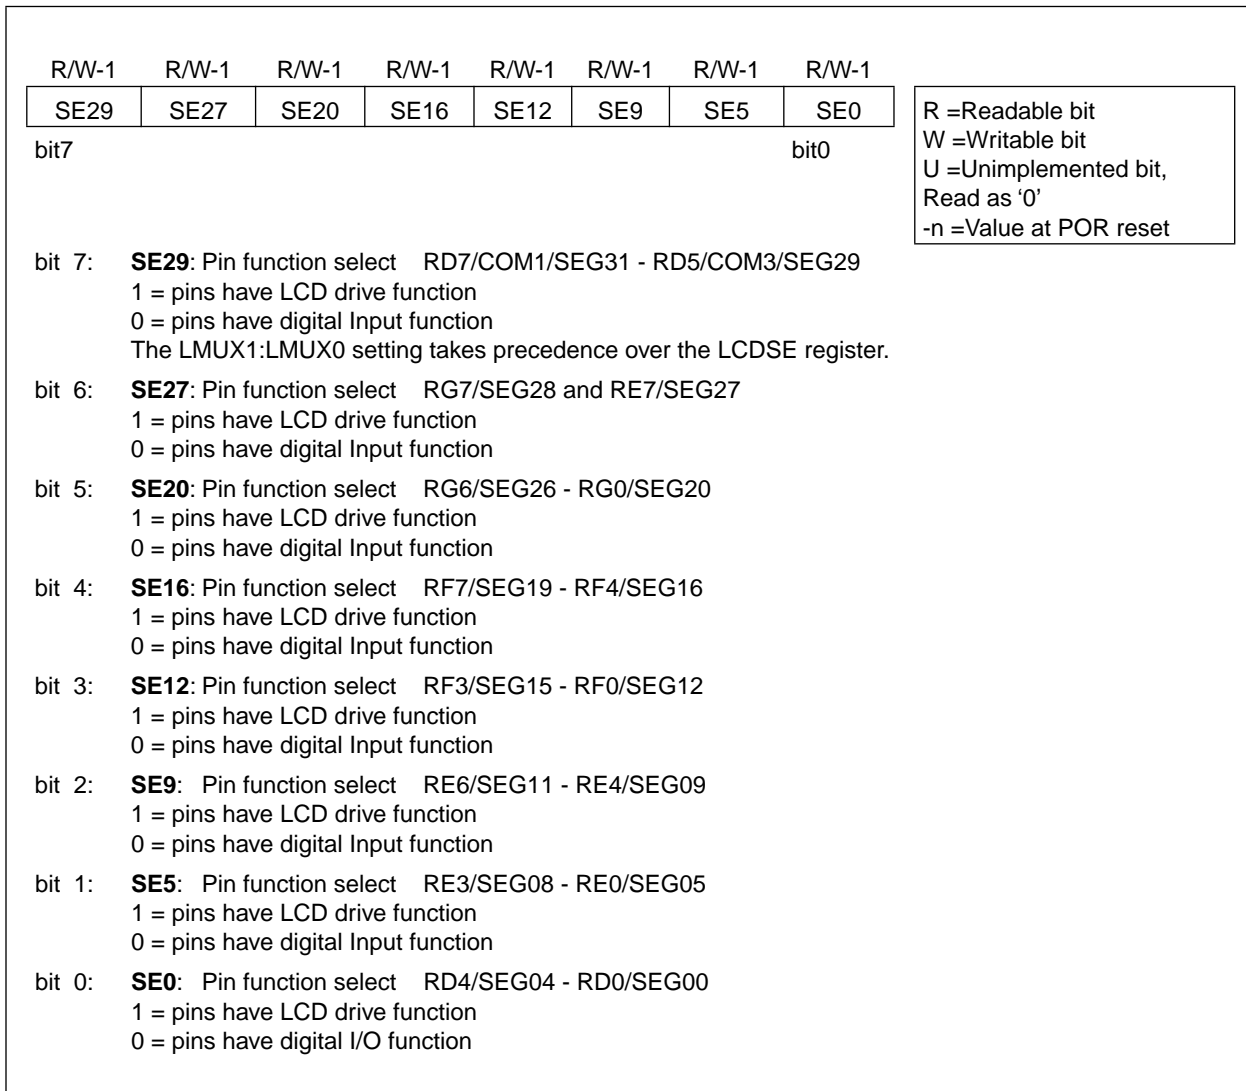 R/W-1 R/W-1 R/W-1 R/W-1 R/W-1 R/W-1 R/W-1 R/W-1
SE29 SE27 SE20 SE16 SE12 SE9 SE5 SE0
bit7 bit0
R =Readable bit
W =Writable bit
U =Unimplemented bit,
Read as ‘0’
-n =Value at POR reset
bit 7: SE29: Pin function select RD7/COM1/SEG31 - RD5/COM3/SEG29
1 = pins have LCD drive function
0 = pins have digital Input function
The LMUX1:LMUX0 setting takes precedence over the LCDSE register.
bit 6: SE27: Pin function select RG7/SEG28 and RE7/SEG27
1 = pins have LCD drive function
0 = pins have digital Input function
bit 5: SE20: Pin function select RG6/SEG26 - RG0/SEG20
1 = pins have LCD drive function
0 = pins have digital Input function
bit 4: SE16: Pin function select RF7/SEG19 - RF4/SEG16
1 = pins have LCD drive function
0 = pins have digital Input function
bit 3: SE12: Pin function select RF3/SEG15 - RF0/SEG12
1 = pins have LCD drive function
0 = pins have digital Input function
bit 2: SE9: Pin function select RE6/SEG11 - RE4/SEG09
1 = pins have LCD drive function
0 = pins have digital Input function
bit 1: SE5: Pin function select RE3/SEG08 - RE0/SEG05
1 = pins have LCD drive function
0 = pins have digital Input function
bit 0: SE0: Pin function select RD4/SEG04 - RD0/SEG00
1 = pins have LCD drive function
0 = pins have digital I/O function